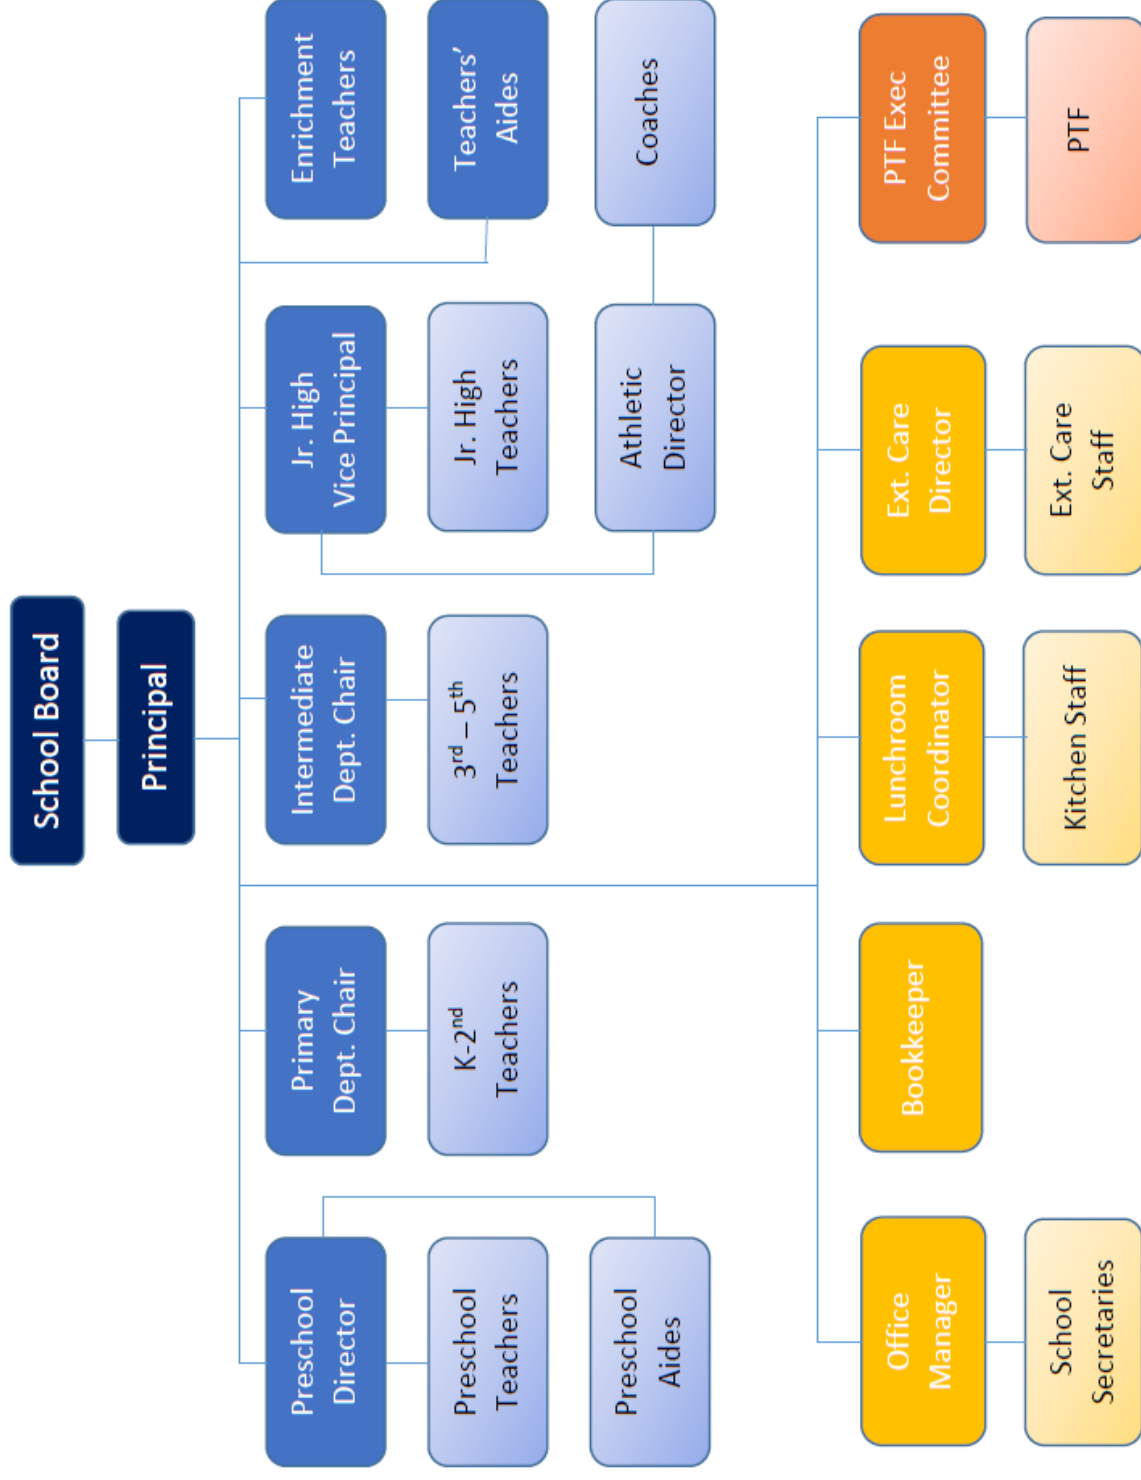 School Board
Principal
Preschool
Director
Primary
Dept. Chair
Intermediate
Dept. Chair
Jr. High
Vice Principal
Enrichment
Teachers
Preschool
Teachers
K-2nd
Teachers
3rd – 5th
Teachers
Jr. High
Teachers
Teachers’
Aides
Preschool
Aides
Athletic
Director
Coaches
Office
Manager
Bookkeeper
Lunchroom
Coordinator
Ext. Care
Director
PTF Exec
Committee
School
Secretaries
Kitchen Staff
Ext. Care
Staff
PTF